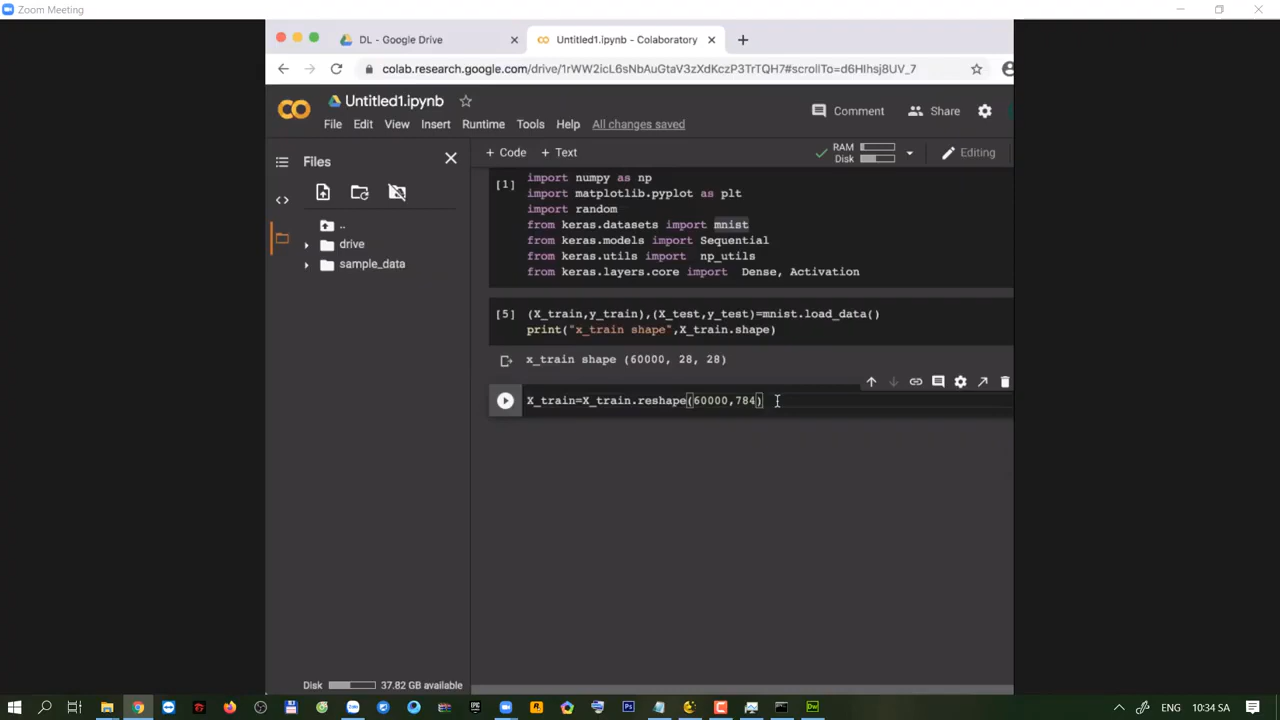 Zoom Meeting
DL - Google Drive
Untitled1.ipynb - Colaboratory
colab.research.google.com/drive/1rWW2icL6sNbAuGtaV3zXdKczP3TrTQH7#scrollTo=d6HIhsj8UV_7
Untitled1.ipynb
Comment
Share
File Edit View Insert Runtime Tools Help All changes saved
Files
+ Code + Text
RAM
Disk
Editing
..
drive
sample_data
[1] import numpy as np
import matplotlib.pyplot as plt
import random
from keras.datasets import mnist
from keras.models import Sequential
from keras.utils import np_utils
from keras.layers.core import Dense, Activation
[5] (X_train,y_train),(X_test,y_test)=mnist.load_data()
print("x_train shape",X_train.shape)
x_train shape (60000, 28, 28)
X_train=X_train.reshape(60000,784)
Disk 37.82 GB available
ENG 10:34 SA